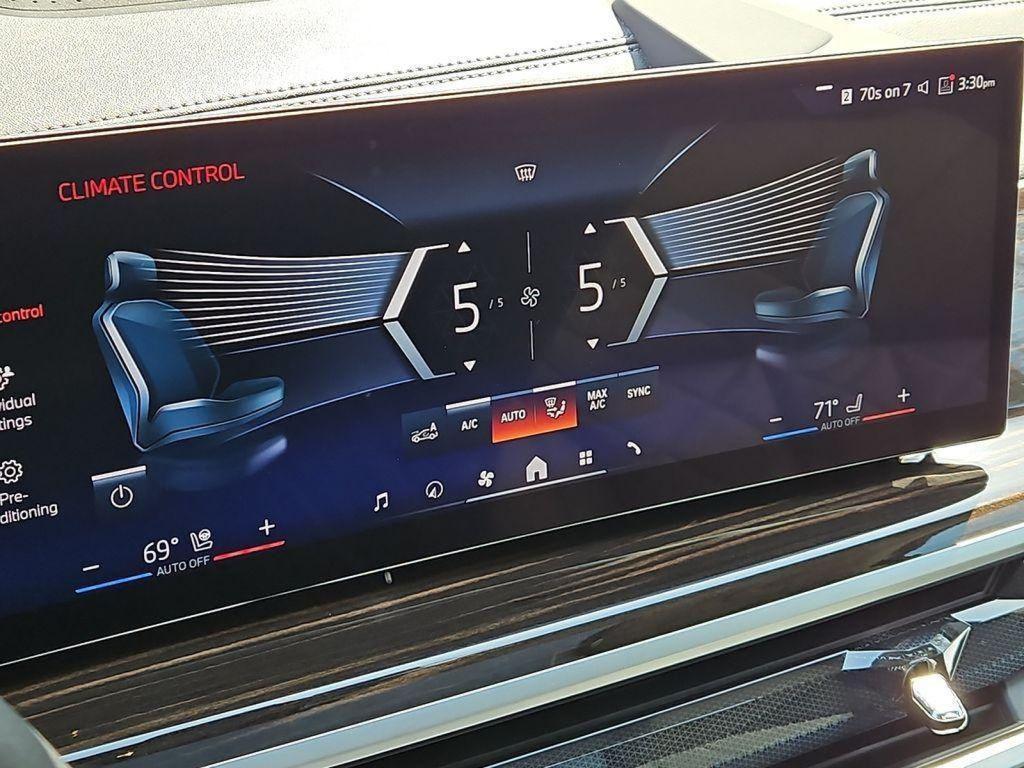 2 70s on 7 3:30pm
CLIMATE CONTROL
5 / 5
5 / 5
control
vidual
tings
Pre-
ditioning
A
A/C
AUTO
MAX
A/C
SYNC
69°
AUTO OFF
71°
AUTO OFF